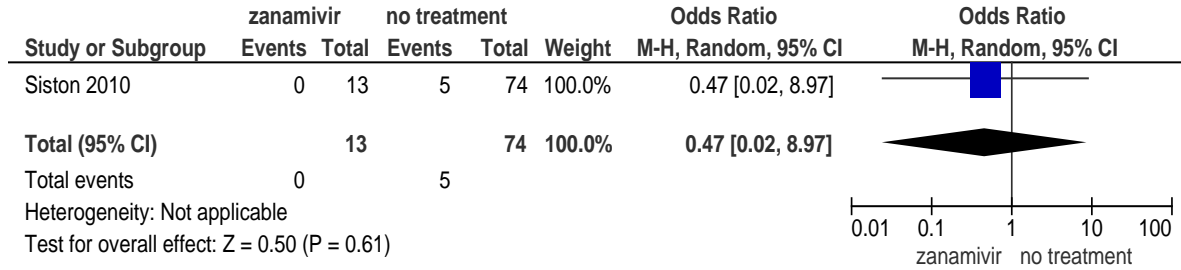 zanamivir no treatment Odds Ratio Odds Ratio
Study or Subgroup Events Total Events Total Weight M-H, Random, 95% CI M-H, Random, 95% CI
Siston 2010 0 13 5 74 100.0% 0.47 [0.02, 8.97]
Total (95% CI) 13 74 100.0% 0.47 [0.02, 8.97]
Total events 0 5
Heterogeneity: Not applicable
Test for overall effect: Z = 0.50 (P = 0.61)
0.01 0.1 1 10 100
zanamivir no treatment